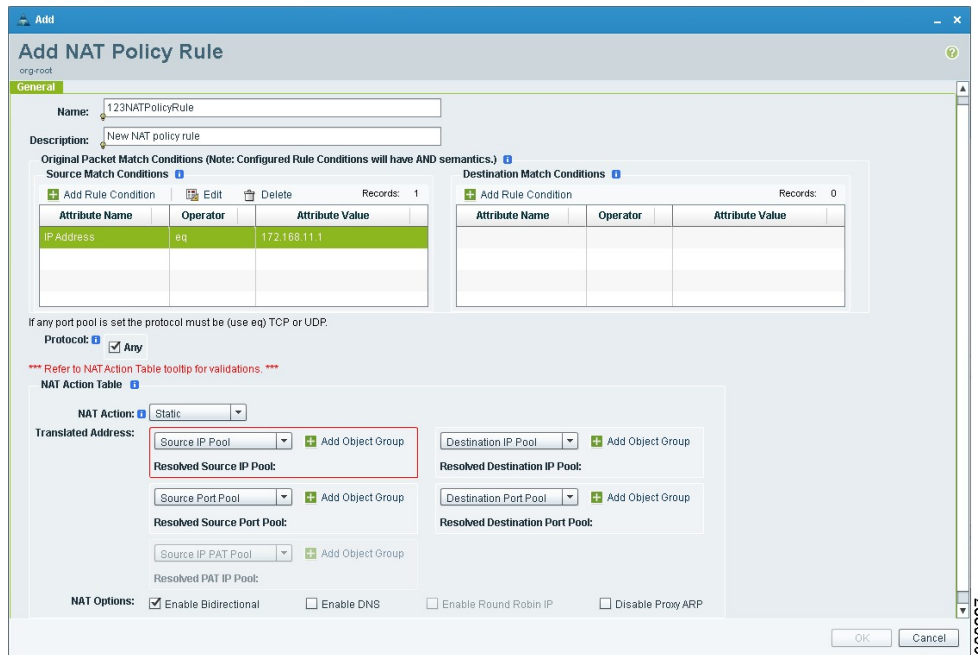 Add
Add NAT Policy Rule
org-root
General
Name: 123NATPolicyRule
Description: New NAT policy rule
Original Packet Match Conditions (Note: Configured Rule Conditions will have AND semantics.)
Source Match Conditions
Destination Match Conditions
Add Rule Condition Edit Delete Records: 1
Add Rule Condition Records: 0
Attribute Name Operator Attribute Value
Attribute Name Operator Attribute Value
IP Address eq 172.168.11.1
If any port pool is set the protocol must be (use eq) TCP or UDP.
Protocol: Any
*** Refer to NAT Action Table tooltip for validations. ***
NAT Action Table
NAT Action: Static
Translated Address:
Source IP Pool Add Object Group
Destination IP Pool Add Object Group
Resolved Source IP Pool:
Resolved Destination IP Pool:
Source Port Pool Add Object Group
Destination Port Pool Add Object Group
Resolved Source Port Pool:
Resolved Destination Port Pool:
Source IP PAT Pool Add Object Group
Resolved PAT IP Pool:
NAT Options: Enable Bidirectional Enable DNS Enable Round Robin IP Disable Proxy ARP
OK Cancel